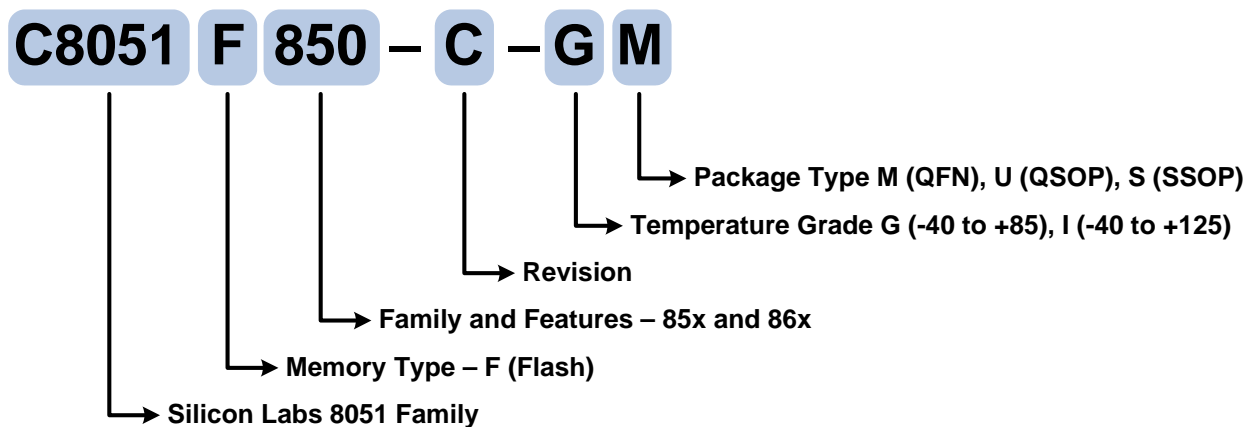 C8051 F 850 – C – G M
Package Type M (QFN), U (QSOP), S (SSOP)
Temperature Grade G (-40 to +85), I (-40 to +125)
Revision
Family and Features – 85x and 86x
Memory Type – F (Flash)
Silicon Labs 8051 Family